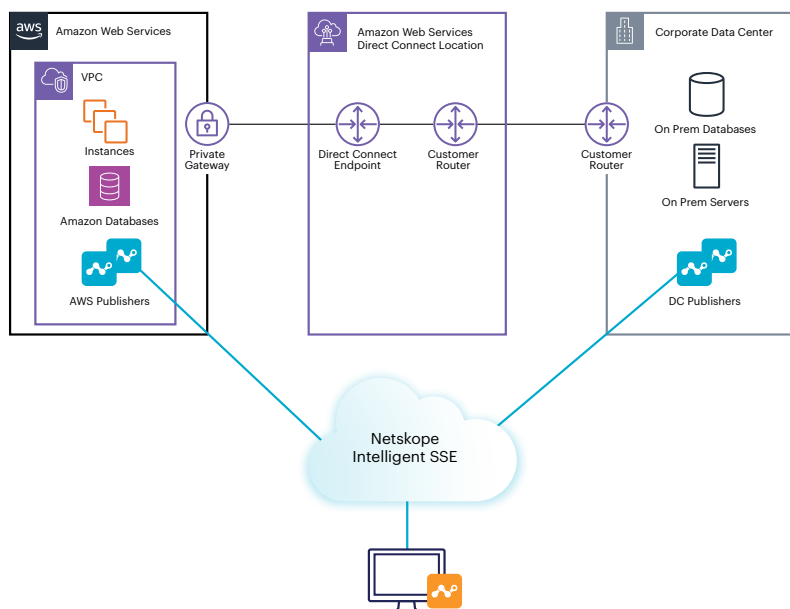 aws
Amazon Web Services
VPC
Instances
Amazon Databases
AWS Publishers
Private
Gateway
Amazon Web Services
Direct Connect Location
Direct Connect
Endpoint
Customer
Router
Corporate Data Center
Customer
Router
On Prem Databases
On Prem Servers
DC Publishers
Netskope
Intelligent SSE